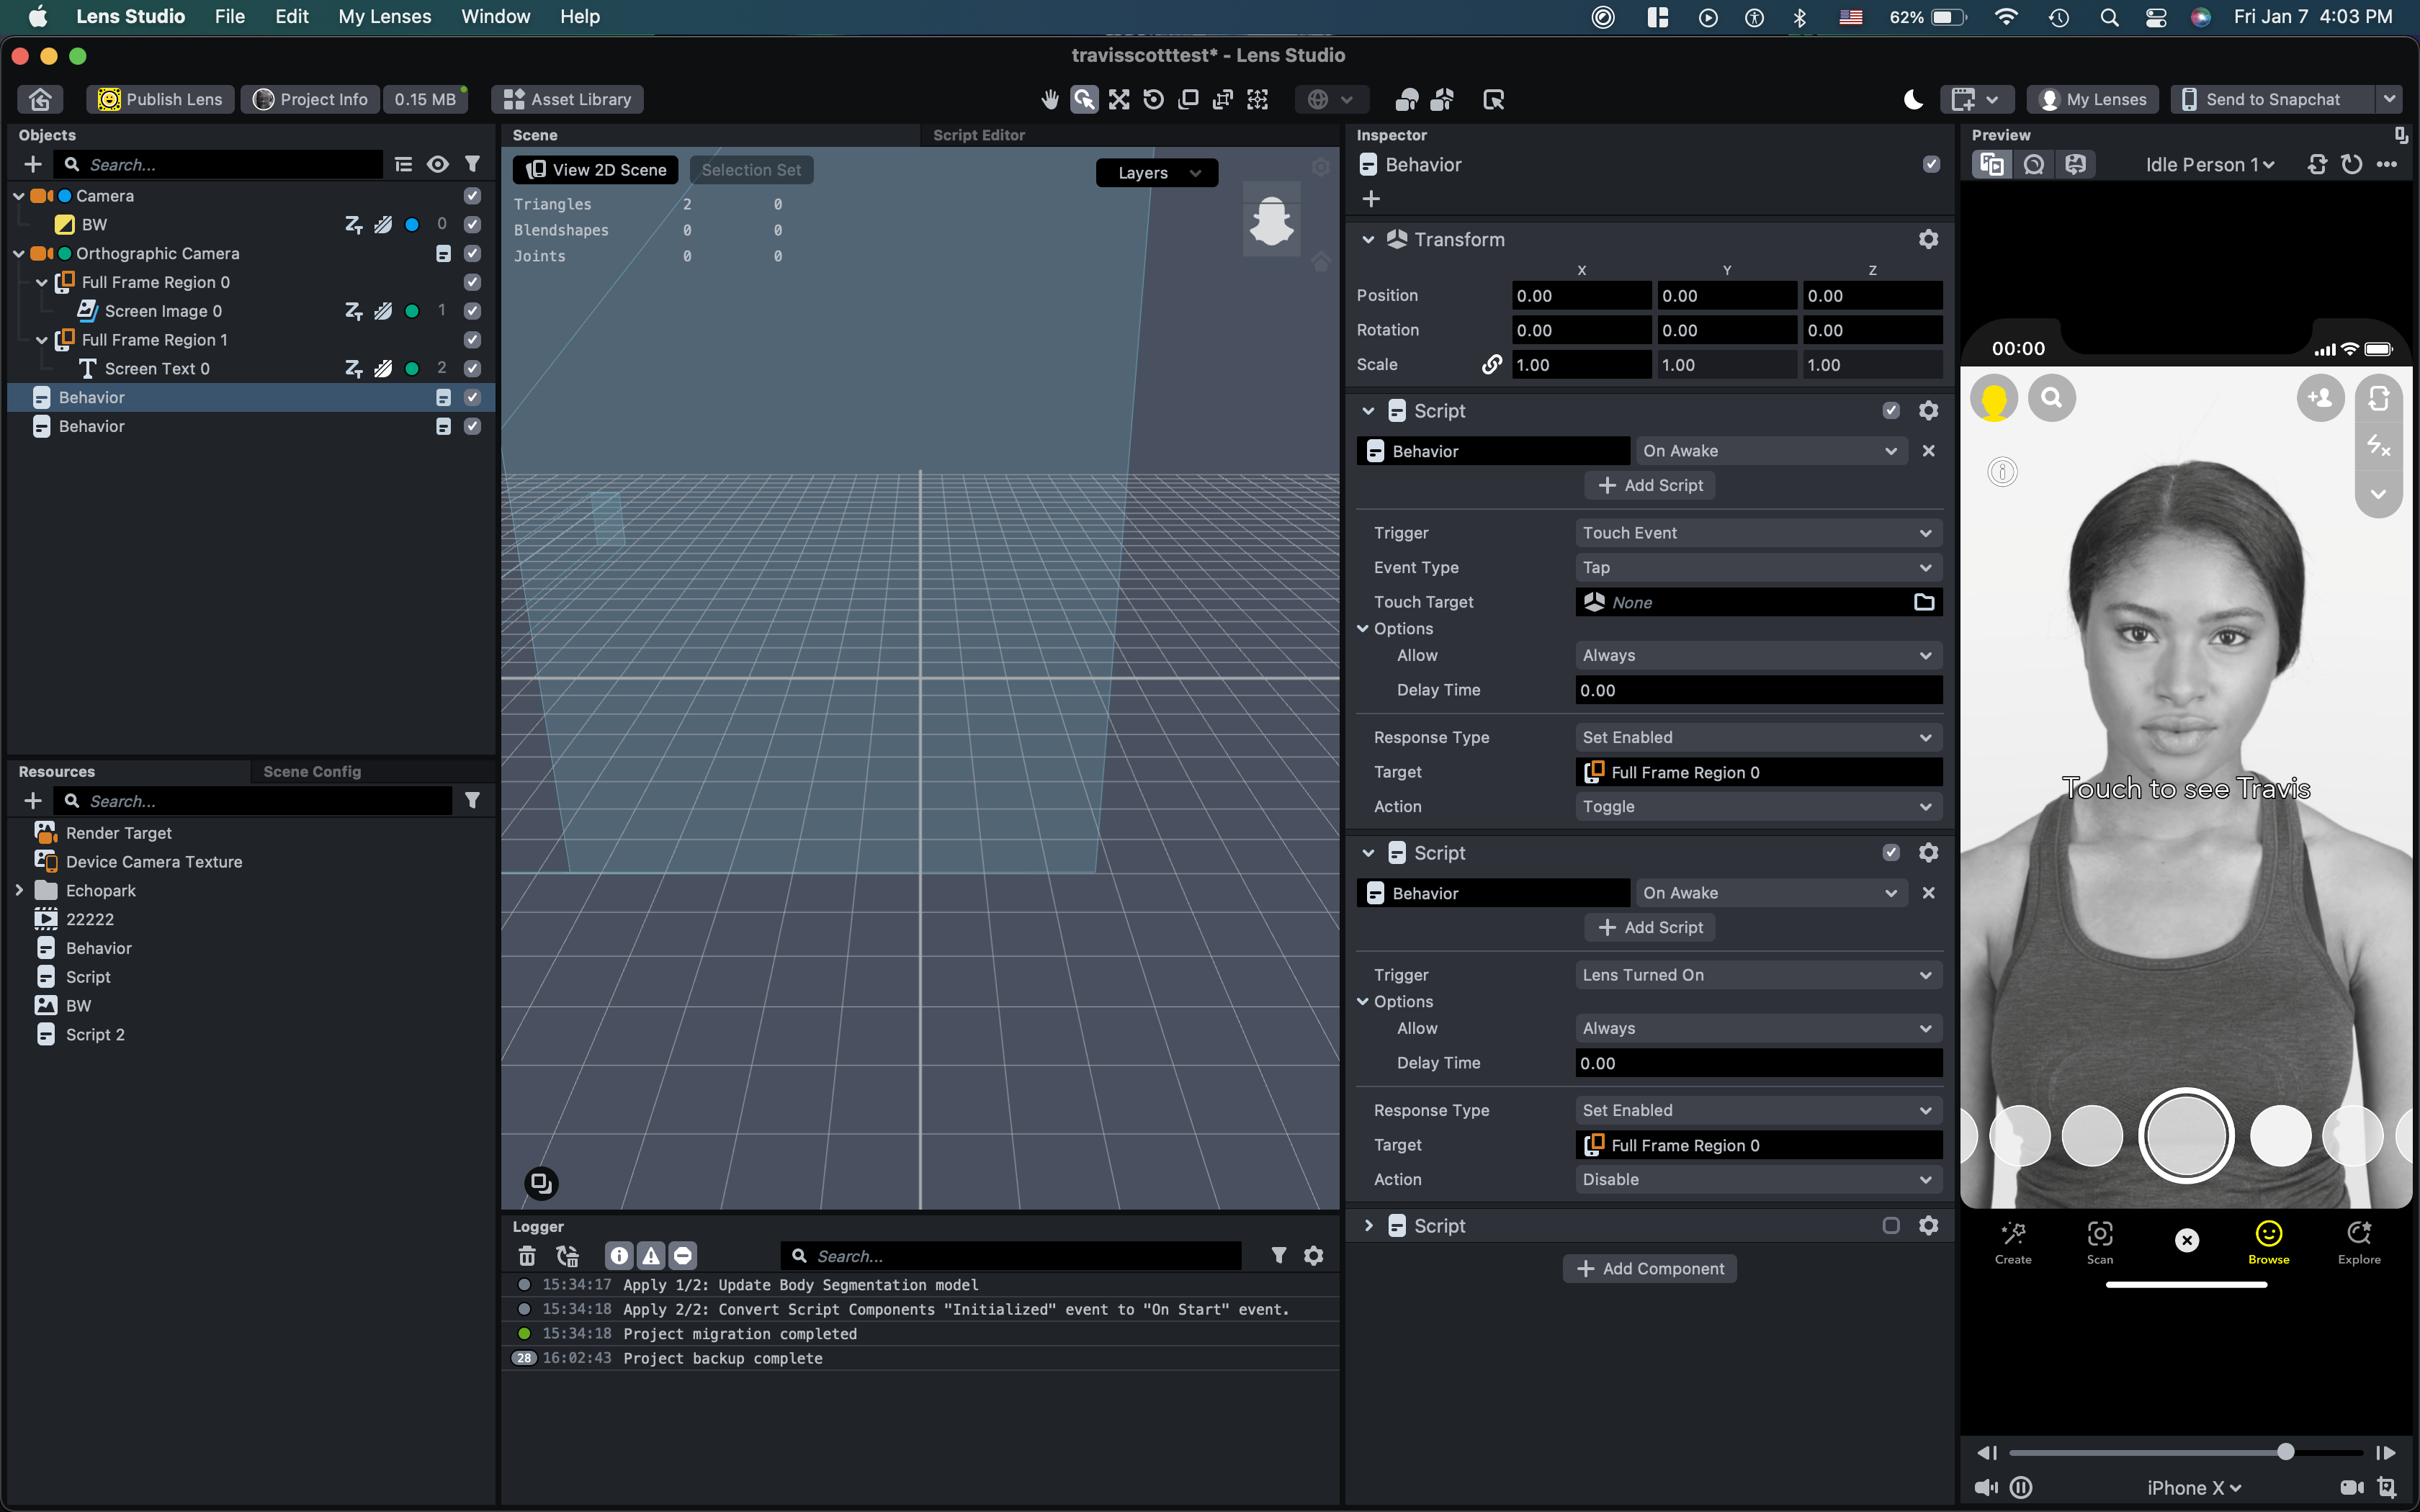 Lens Studio File Edit My Lenses Window Help 62% Fri Jan 7 4:03 PM
travisscotttest* - Lens Studio
Publish Lens Project Info 0.15 MB Asset Library My Lenses Send to Snapchat
Objects
Search...
Camera
BW 0
Orthographic Camera
Full Frame Region 0
Screen Image 0 1
Full Frame Region 1
Screen Text 0 2
Behavior
Behavior
Resources Scene Config
Search...
Render Target
Device Camera Texture
Echopark
22222
Behavior
Script
BW
Script 2
Scene Script Editor
View 2D Scene Selection Set Layers
Triangles 2 0
Blendshapes 0 0
Joints 0 0
Logger
Search...
15:34:17 Apply 1/2: Update Body Segmentation model
15:34:18 Apply 2/2: Convert Script Components "Initialized" event to "On Start" event.
15:34:18 Project migration completed
28 16:02:43 Project backup complete
Inspector
Behavior
Transform
X Y Z
Position 0.00 0.00 0.00
Rotation 0.00 0.00 0.00
Scale 1.00 1.00 1.00
Script
Behavior On Awake
Add Script
Trigger Touch Event
Event Type Tap
Touch Target None
Options
Allow Always
Delay Time 0.00
Response Type Set Enabled
Target Full Frame Region 0
Action Toggle
Script
Behavior On Awake
Add Script
Trigger Lens Turned On
Options
Allow Always
Delay Time 0.00
Response Type Set Enabled
Target Full Frame Region 0
Action Disable
Script
Add Component
Preview
Idle Person 1
00:00
Touch to see Travis
Create Scan Browse Explore
iPhone X